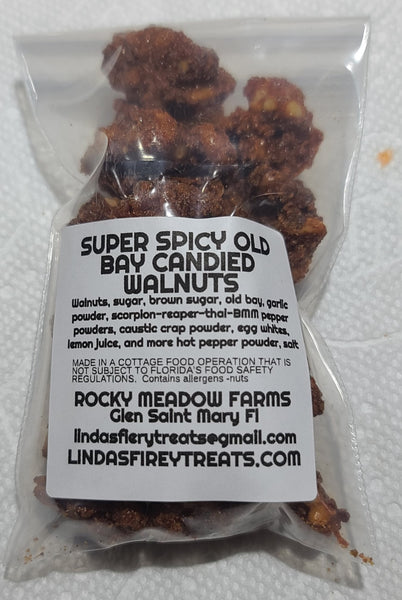 SUPER SPICY OLD
BAY CANDIED
WALNUTS
Walnuts, sugar, brown sugar, old bay, garlic
powder, scorpion-reaper-thai-BMM pepper
powders, caustic crap powder, egg whites,
lemon juice, and more hot pepper powder, salt
MADE IN A COTTAGE FOOD OPERATION THAT IS
NOT SUBJECT TO FLORIDA'S FOOD SAFETY
REGULATIONS. Contains allergens -nuts
ROCKY MEADOW FARMS
Glen Saint Mary Fl
lindasfierytreats@gmail.com
LINDASFIREYTREATS.COM